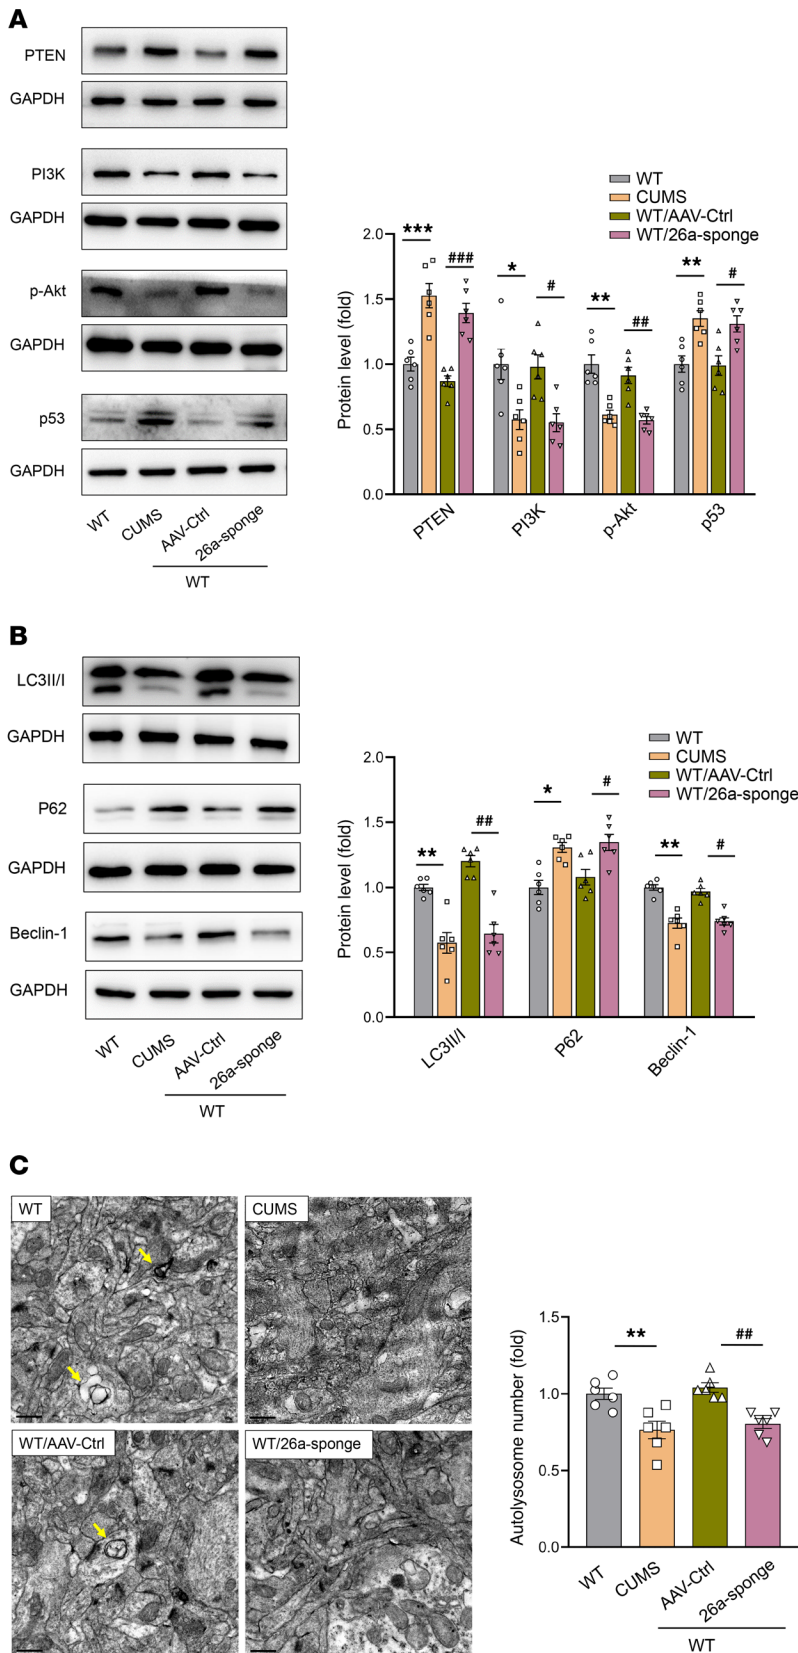 A
PTEN
GAPDH
PI3K
GAPDH
p-Akt
GAPDH
p53
GAPDH
WT
CUMS
AAV-Ctrl
26a-sponge
WT
WT
CUMS
WT/AAV-Ctrl
WT/26a-sponge
Protein level (fold)
2.0
1.5
1.0
0.5
0.0
***
###
*
#
**
##
**
#
PTEN
PI3K
p-Akt
p53
B
LC3II/I
GAPDH
P62
GAPDH
Beclin-1
GAPDH
WT
CUMS
AAV-Ctrl
26a-sponge
WT
WT
CUMS
WT/AAV-Ctrl
WT/26a-sponge
Protein level (fold)
2.0
1.5
1.0
0.5
0.0
**
##
*
#
**
#
LC3II/I
P62
Beclin-1
C
WT
CUMS
WT/AAV-Ctrl
WT/26a-sponge
Autolysosome number (fold)
1.5
1.0
0.5
0.0
**
##
WT
CUMS
AAV-Ctrl
26a-sponge
WT